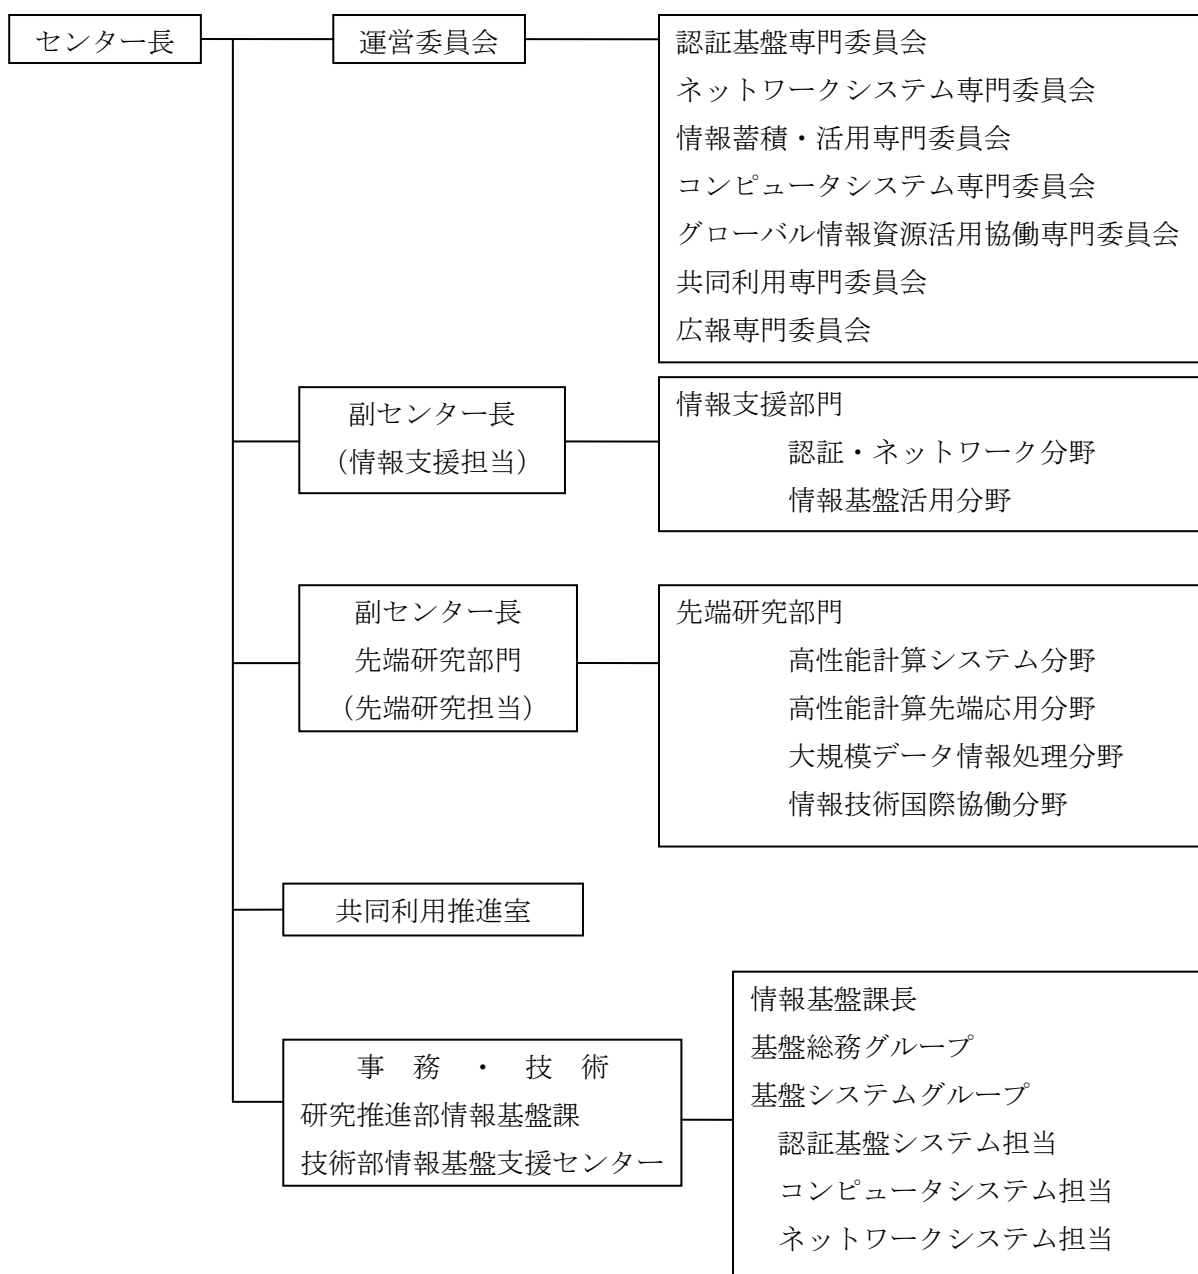 センター長
運営委員会
認証基盤専門委員会
ネットワークシステム専門委員会
情報蓄積・活用専門委員会
コンピュータシステム専門委員会
グローバル情報資源活用協働専門委員会
共同利用専門委員会
広報専門委員会
副センター長
（情報支援担当）
情報支援部門
認証・ネットワーク分野
情報基盤活用分野
副センター長
先端研究部門
（先端研究担当）
先端研究部門
高性能計算システム分野
高性能計算先端応用分野
大規模データ情報処理分野
情報技術国際協働分野
共同利用推進室
事　務　・　技　術
研究推進部情報基盤課
技術部情報基盤支援センター
情報基盤課長
基盤総務グループ
基盤システムグループ
認証基盤システム担当
コンピュータシステム担当
ネットワークシステム担当